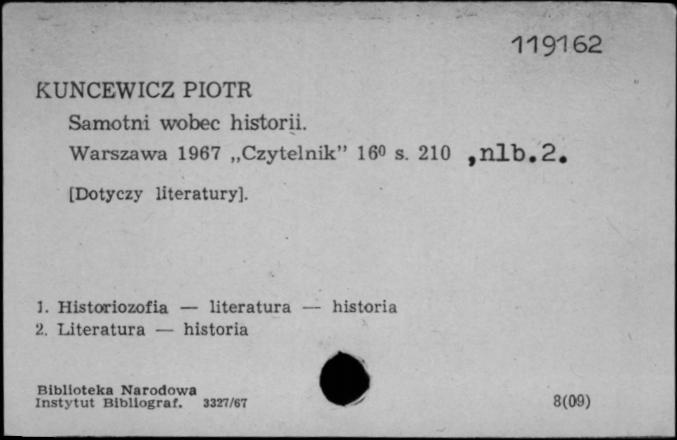 119162
KUNCEWICZ PIOTR
Samotni wobec historii.
Warszawa 1967 „Czytelnik” 16⁰ s. 210 ,nlb.2.
[Dotyczy literatury].
1. Historiozofia — literatura — historia
2. Literatura — historia
Biblioteka Narodowa
Instytut Bibliograf. 3327/67
8(09)